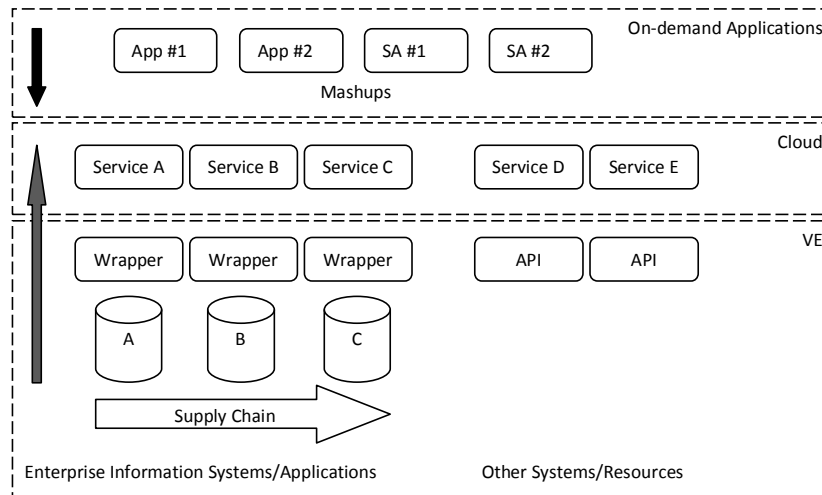 On-demand Applications
App #1
App #2
SA #1
SA #2
Mashups
Cloud
Service A
Service B
Service C
Service D
Service E
VE
Wrapper
Wrapper
Wrapper
API
API
A
B
C
Supply Chain
Enterprise Information Systems/Applications
Other Systems/Resources